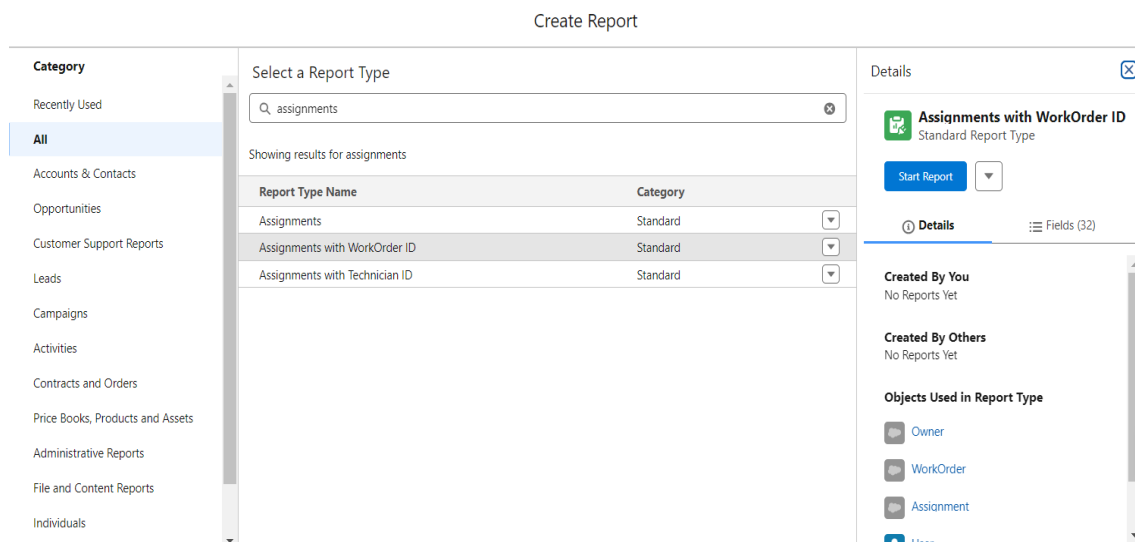 Create Report
Category
Recently Used
All
Accounts & Contacts
Opportunities
Customer Support Reports
Leads
Campaigns
Activities
Contracts and Orders
Price Books, Products and Assets
Administrative Reports
File and Content Reports
Individuals
Select a Report Type
assignments
Showing results for assignments
Report Type Name Category
Assignments Standard
Assignments with WorkOrder ID Standard
Assignments with Technician ID Standard
Details
Assignments with WorkOrder ID
Standard Report Type
Start Report
Details Fields (32)
Created By You
No Reports Yet
Created By Others
No Reports Yet
Objects Used in Report Type
Owner
WorkOrder
Assignment
User